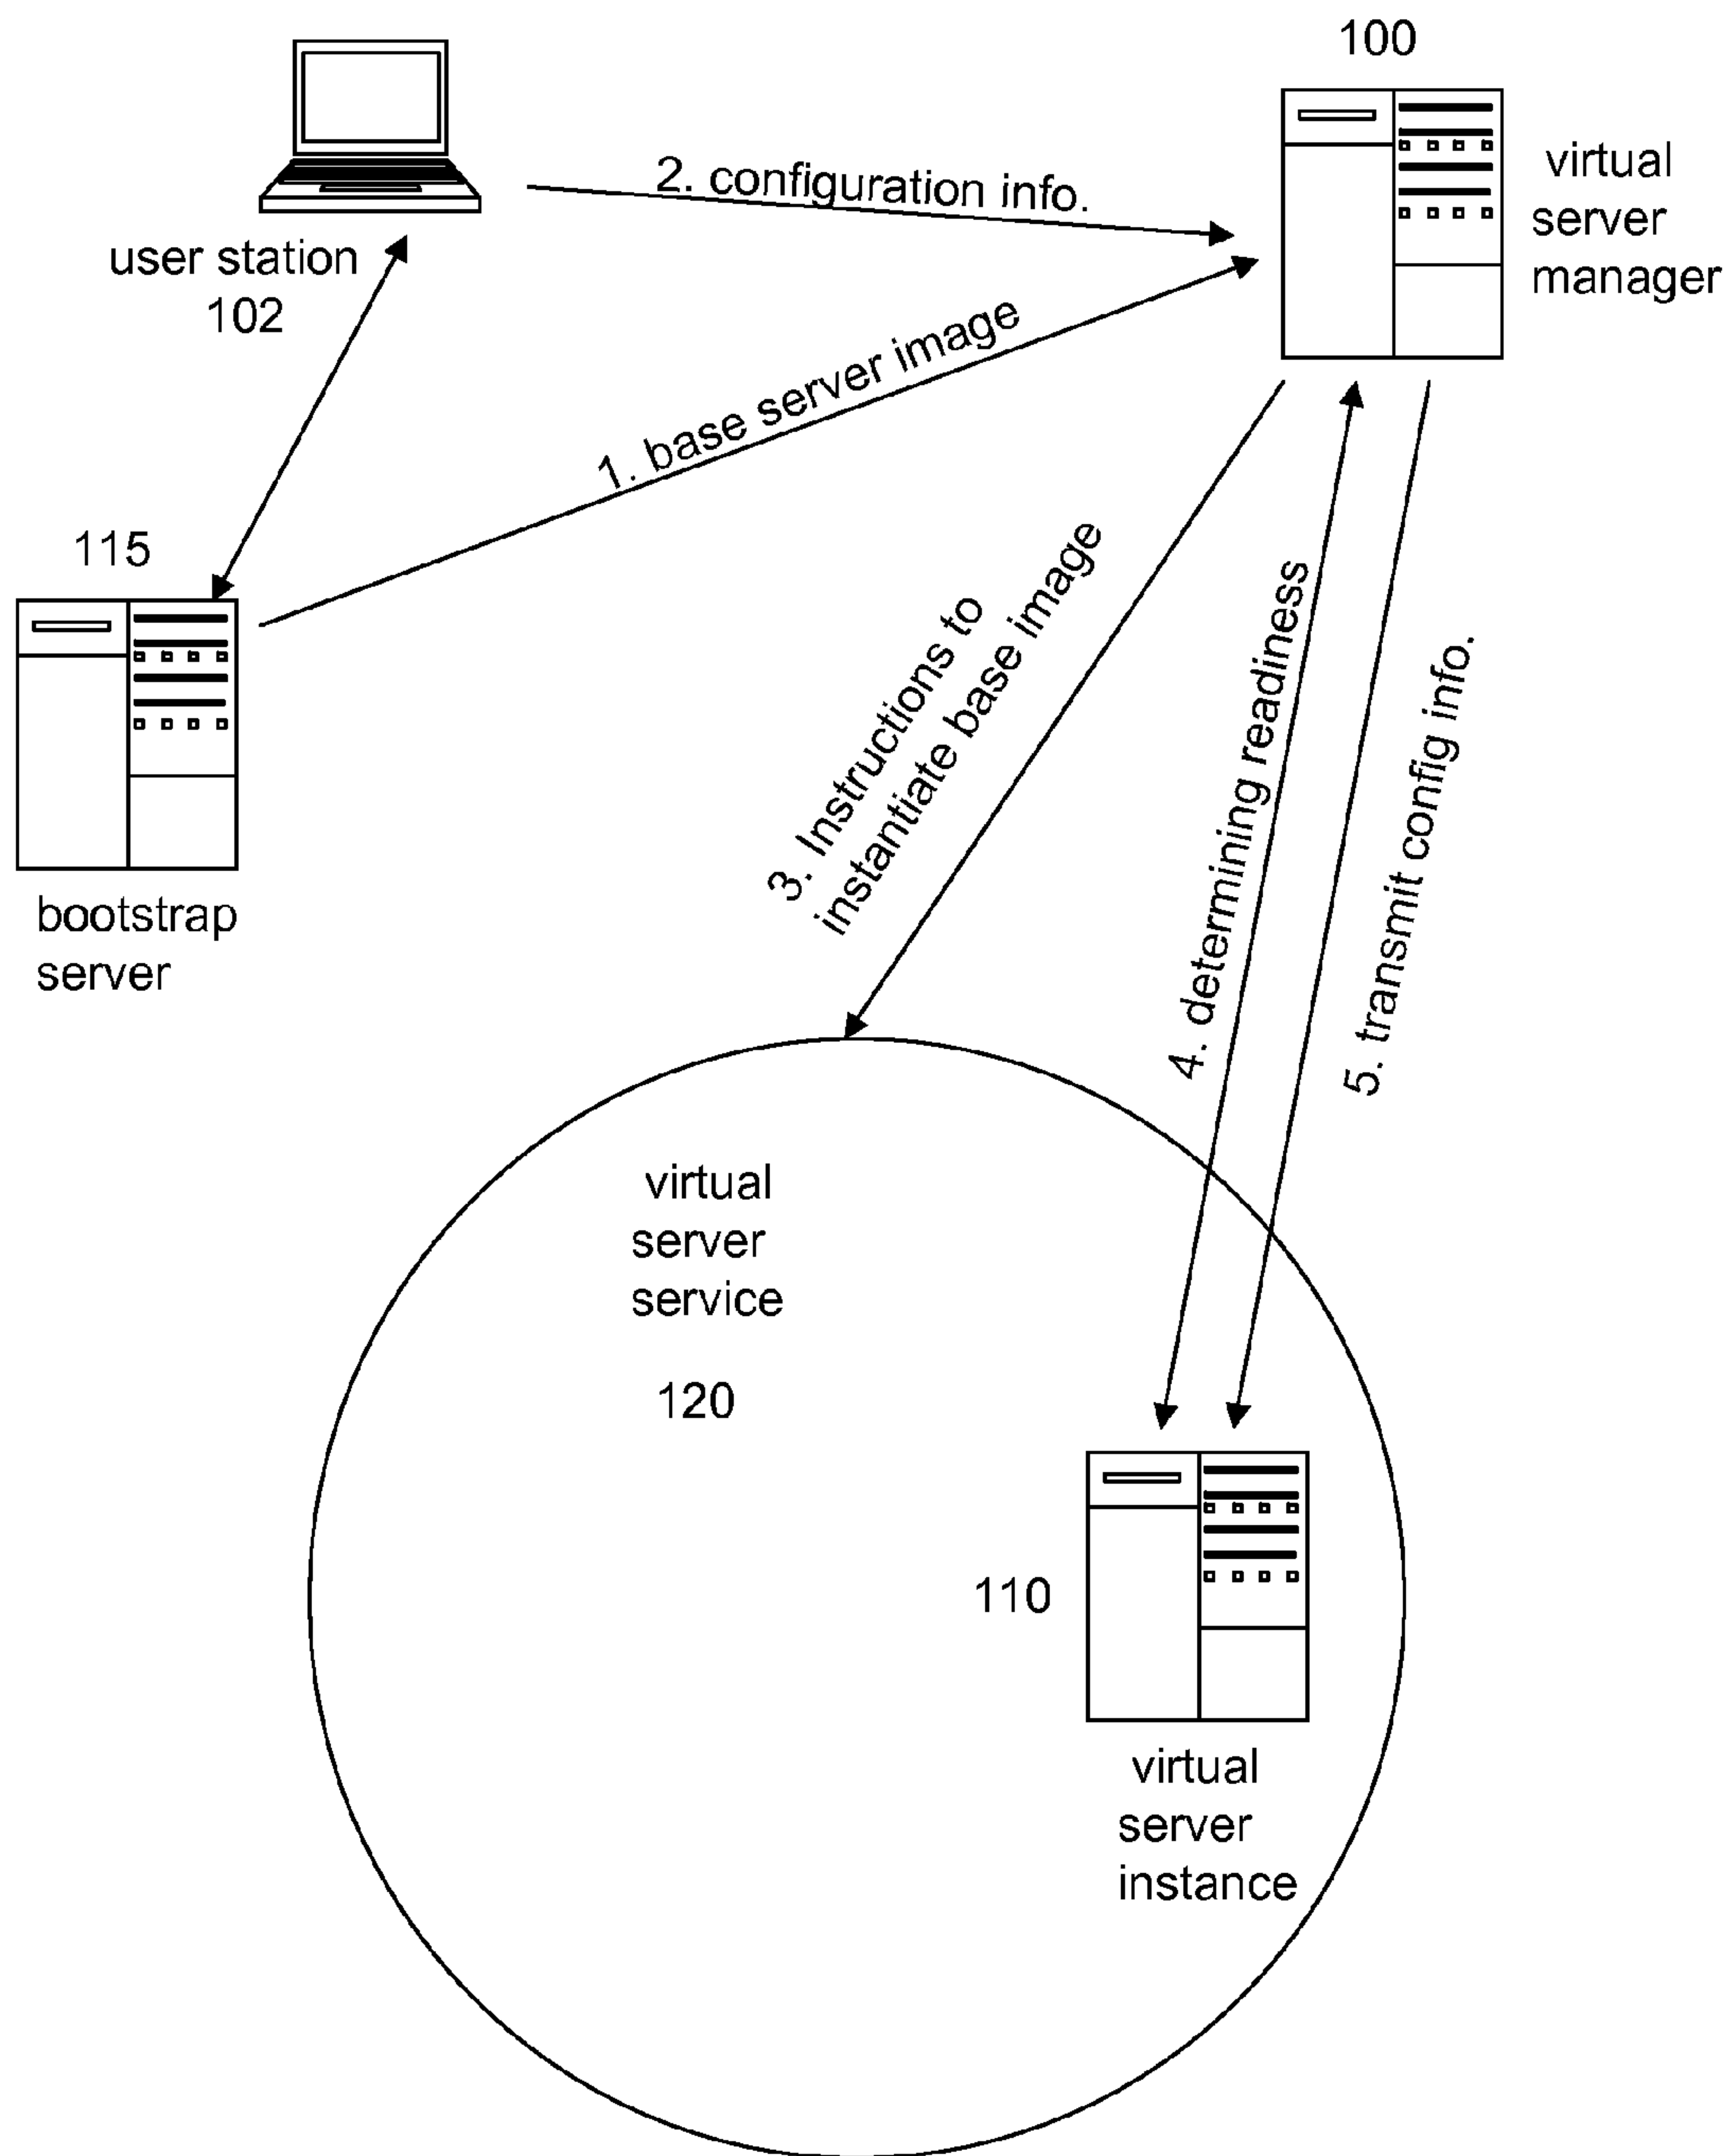 100
virtual
server
manager
2. configuration info.
user station
102
1. base server image
115
bootstrap
server
3. Instructions to
instantiate base image
4. determining readiness
5. transmit config info.
virtual
server
service
120
110
virtual
server
instance